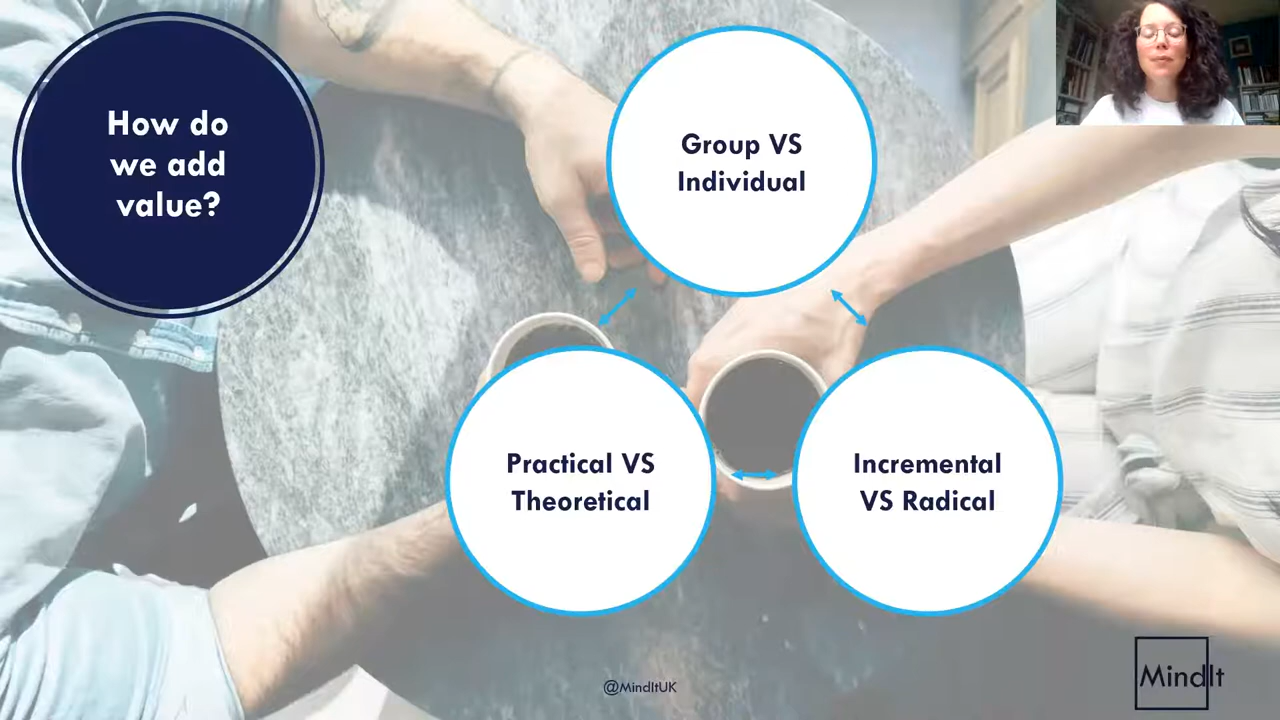 How do
we add
value?
Group VS
Individual
Practical VS
Theoretical
Incremental
VS Radical
@MindItUK
MindIt